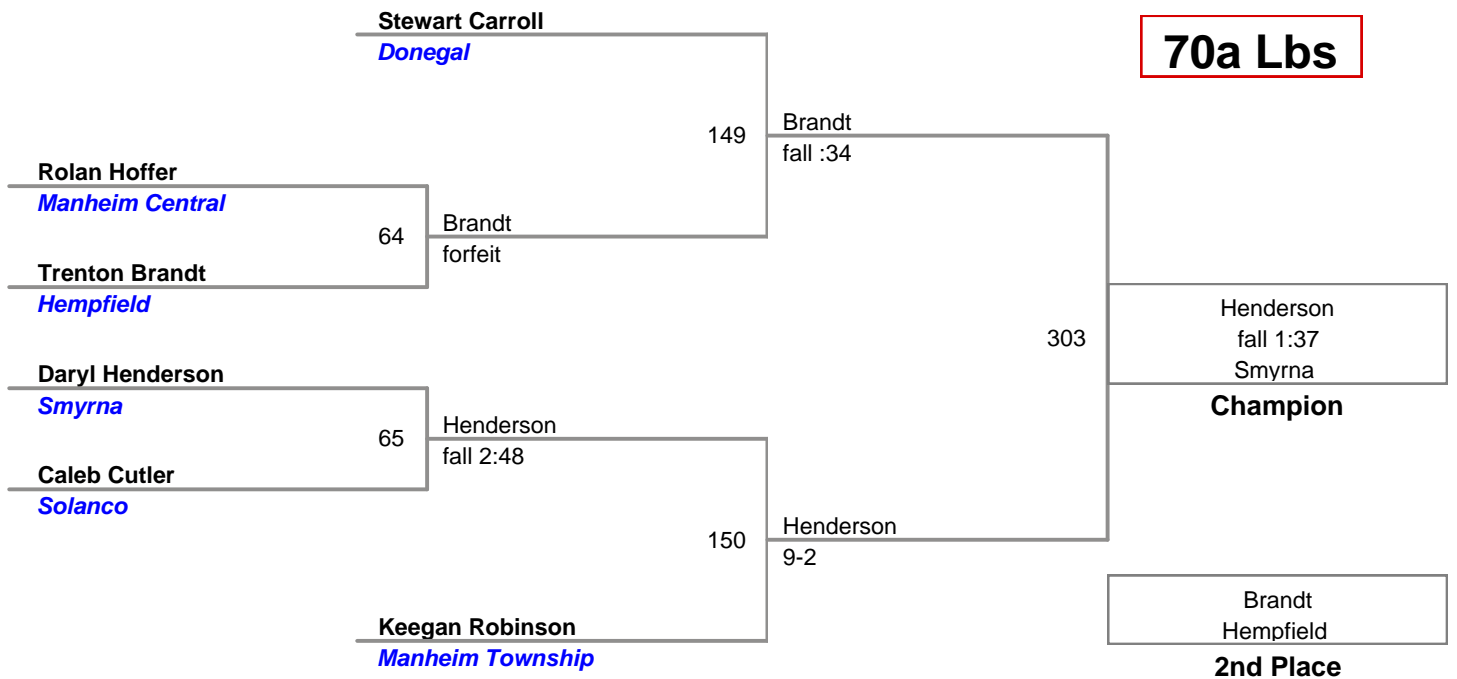 Stewart Carroll
Donegal
70a Lbs
149
Brandt
fall :34
Rolan Hoffer
Manheim Central
64
Brandt
forfeit
Trenton Brandt
Hempfield
303
Henderson
fall 1:37
Smyrna
Champion
Daryl Henderson
Smyrna
65
Henderson
fall 2:48
Caleb Cutler
Solanco
150
Henderson
9-2
Keegan Robinson
Manheim Township
Brandt
Hempfield
2nd Place